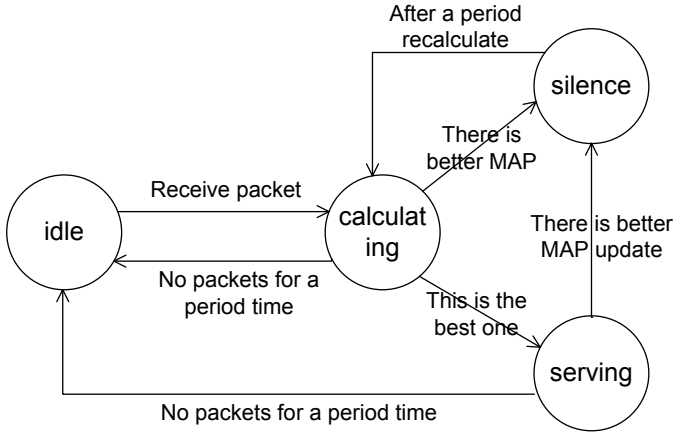 After a period
recalculate
silence
There is
better MAP
Receive packet
idle
calculat
ing
There is better
MAP update
No packets for a
period time
This is the
best one
serving
No packets for a period time